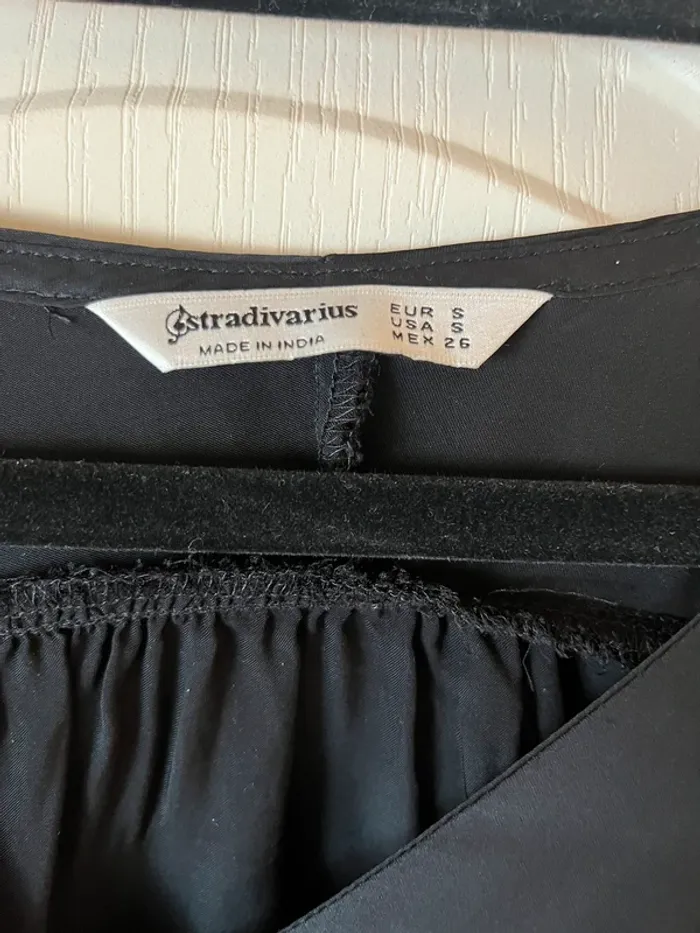 stradivarius
MADE IN INDIA
EUR S
USA S
MEX 26